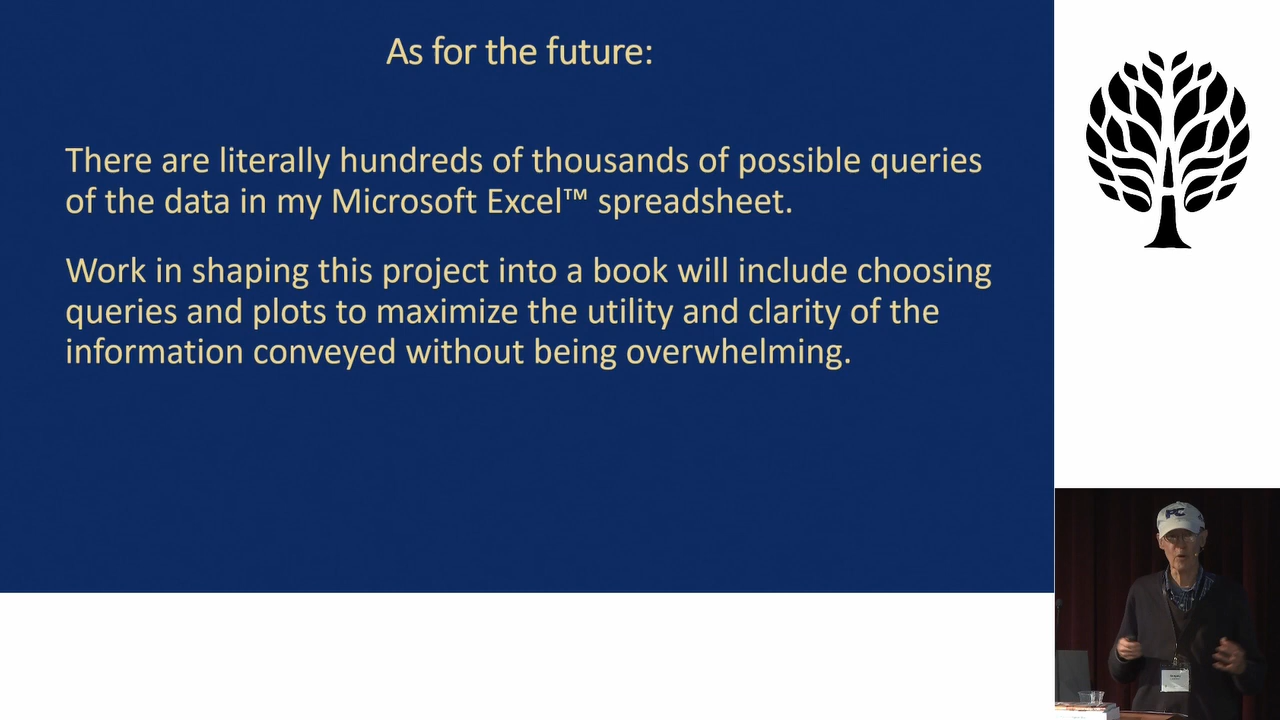 As for the future:
There are literally hundreds of thousands of possible queries
of the data in my Microsoft Excel™ spreadsheet.
Work in shaping this project into a book will include choosing
queries and plots to maximize the utility and clarity of the
information conveyed without being overwhelming.
PC